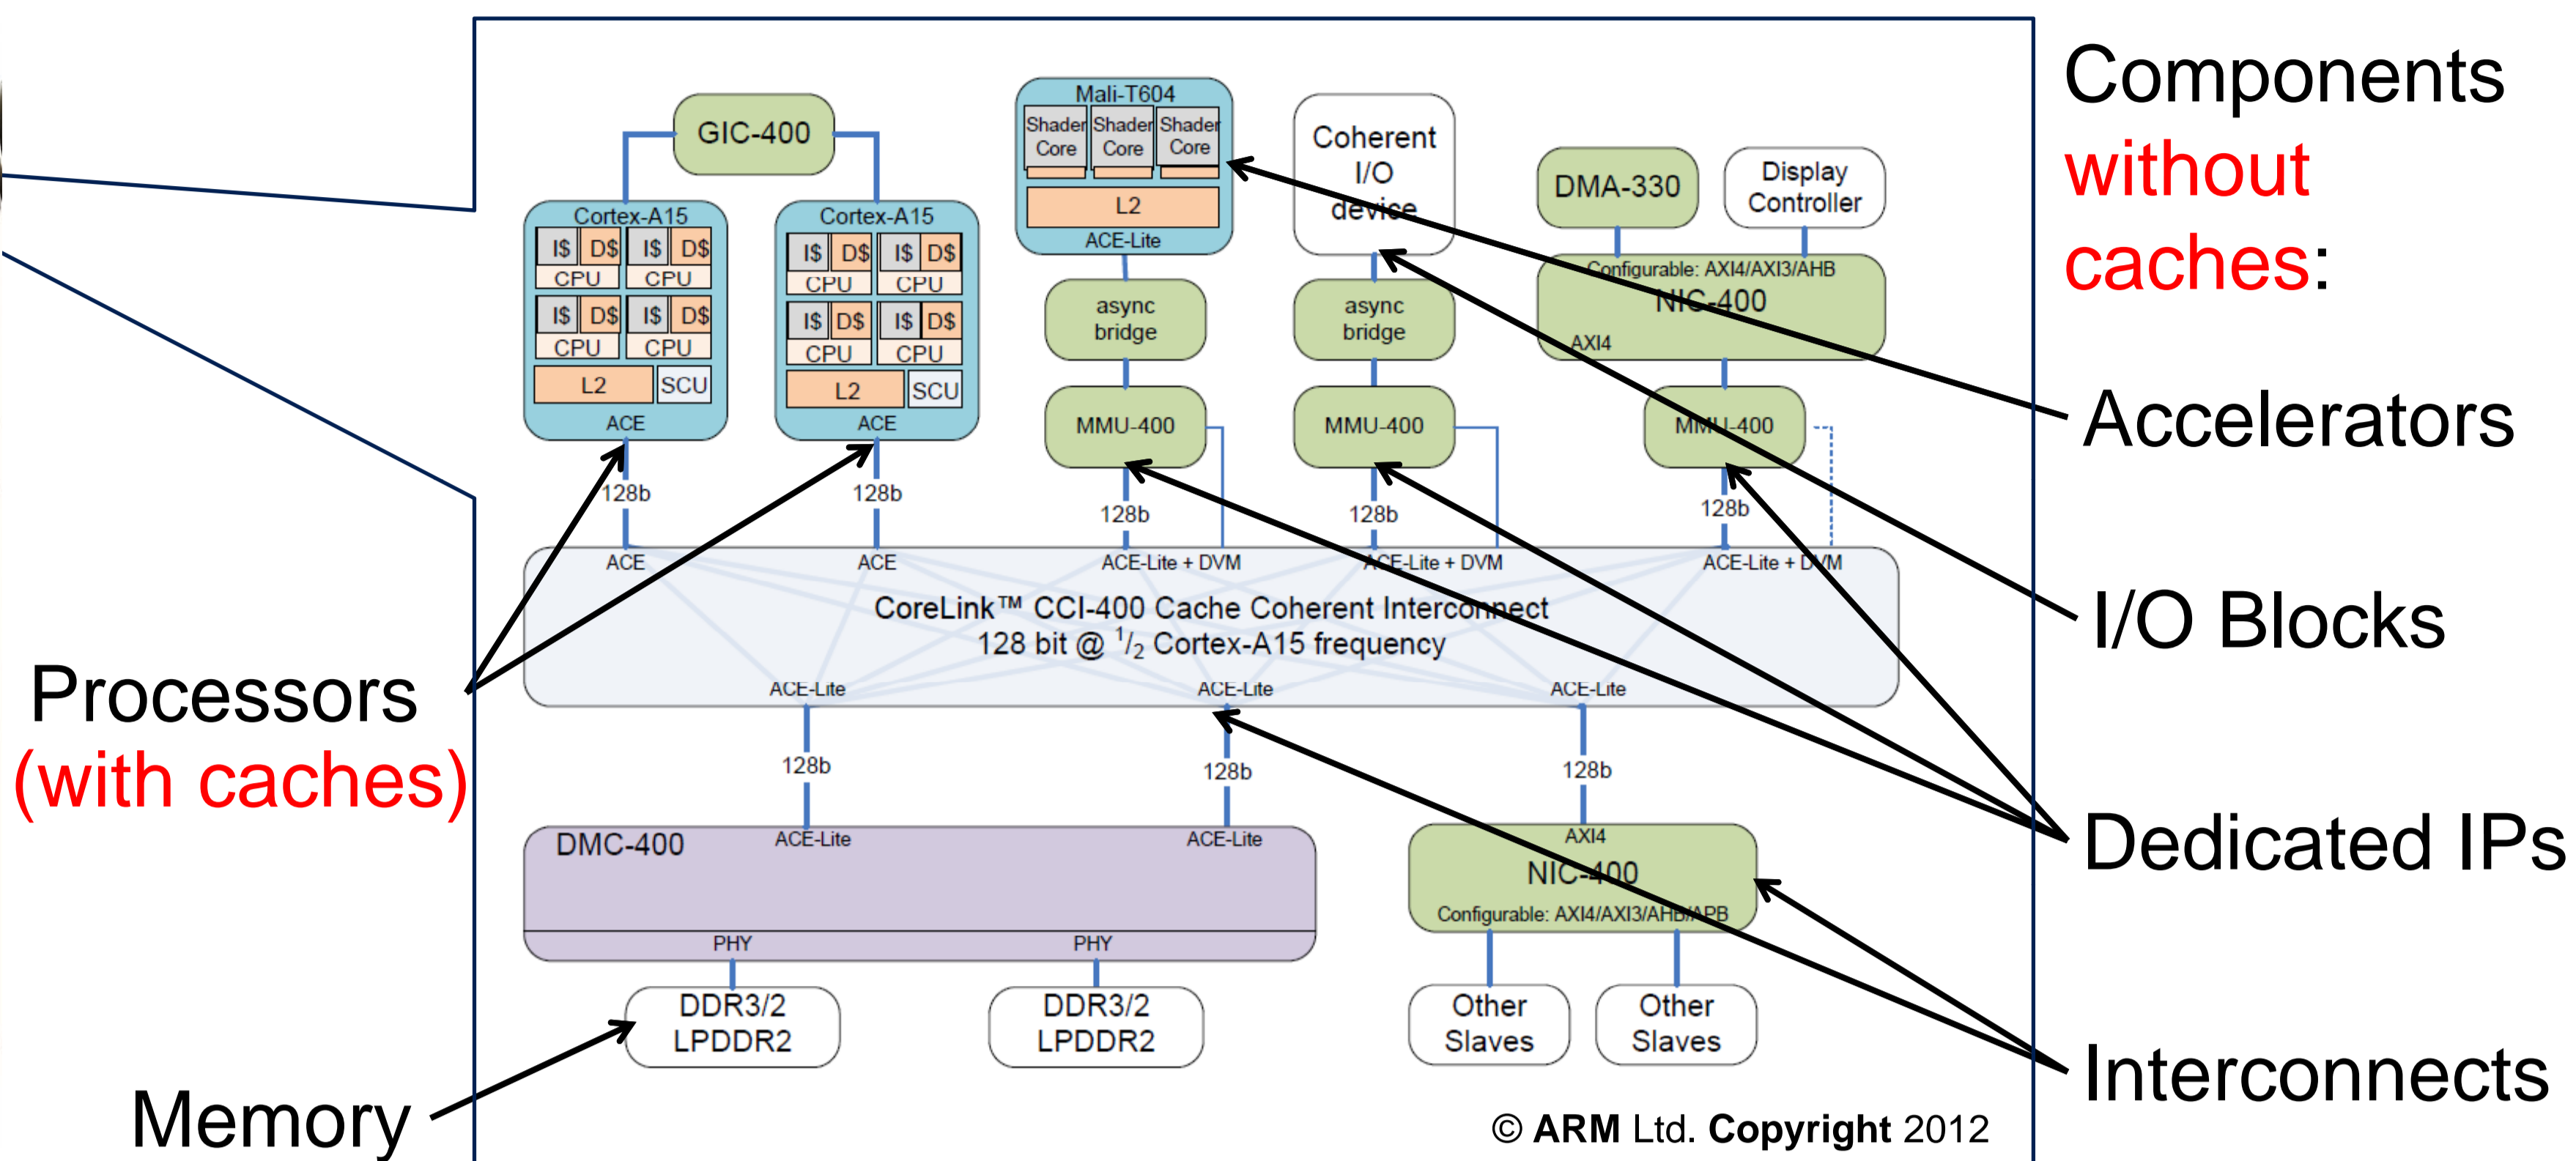 Components
without
caches:
Accelerators
I/O Blocks
Dedicated IPs
Interconnects
Processors
(with caches)
Memory
GIC-400
Cortex-A15
I$ D$ I$ D$
CPU CPU
I$ D$ I$ D$
CPU CPU
L2 SCU
ACE
128b
Cortex-A15
I$ D$ I$ D$
CPU CPU
I$ D$ I$ D$
CPU CPU
L2 SCU
ACE
128b
Mali-T604
Shader Shader Shader
Core Core Core
L2
ACE-Lite
async
bridge
MMU-400
128b
Coherent
I/O
device
async
bridge
MMU-400
128b
DMA-330
Display
Controller
Configurable: AXI4/AXI3/AHB
NIC-400
AXI4
MMU-400
128b
ACE ACE ACE-Lite + DVM ACE-Lite + DVM ACE-Lite + DVM
CoreLink™ CCI-400 Cache Coherent Interconnect
128 bit @ 1/2 Cortex-A15 frequency
ACE-Lite ACE-Lite ACE-Lite
128b 128b 128b
DMC-400 ACE-Lite ACE-Lite
PHY PHY
DDR3/2
LPDDR2
DDR3/2
LPDDR2
AXI4
NIC-400
Configurable: AXI4/AXI3/AHB/APB
Other
Slaves
Other
Slaves
© ARM Ltd. Copyright 2012